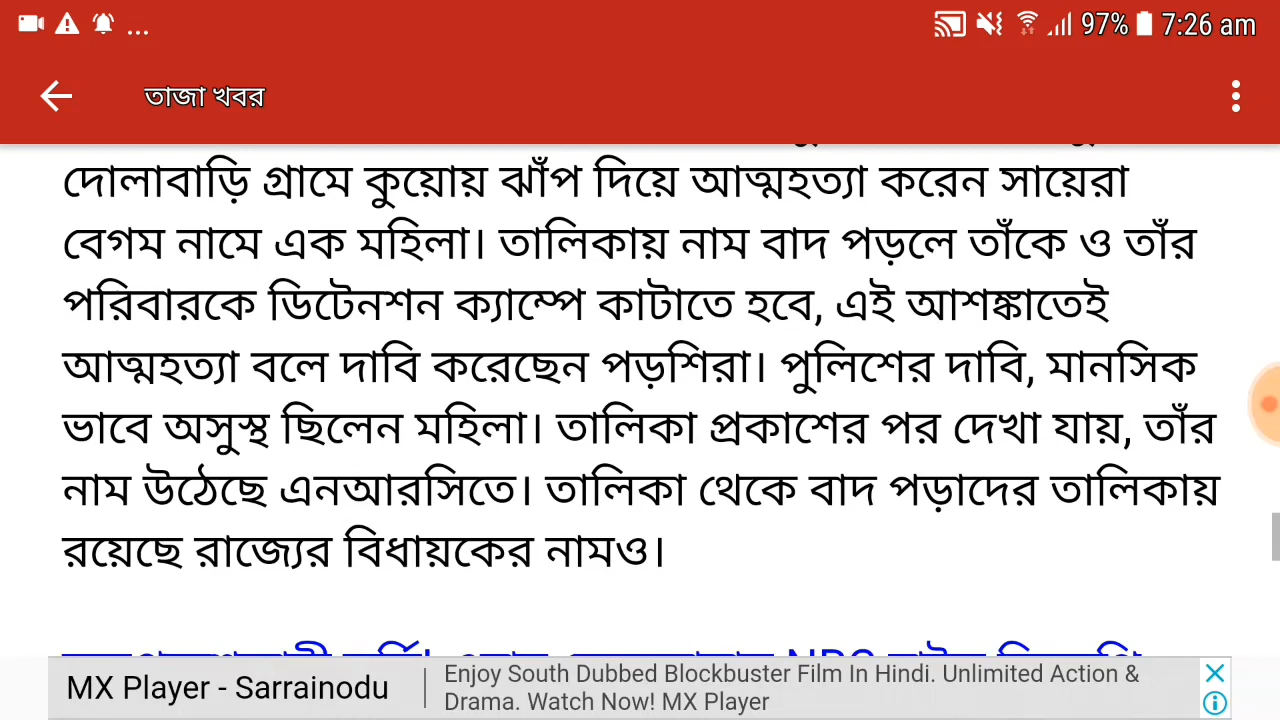 ... 97% 7:26 am
তাজা খবর
দোলাবাড়ি গ্রামে কুয়োয় ঝাঁপ দিয়ে আত্মহত্যা করেন সায়েরা
বেগম নামে এক মহিলা। তালিকায় নাম বাদ পড়লে তাঁকে ও তাঁর
পরিবারকে ডিটেনশন ক্যাম্পে কাটাতে হবে, এই আশঙ্কাতেই
আত্মহত্যা বলে দাবি করেছেন পড়শিরা। পুলিশের দাবি, মানসিক
ভাবে অসুস্থ ছিলেন মহিলা। তালিকা প্রকাশের পর দেখা যায়, তাঁর
নাম উঠেছে এনআরসিতে। তালিকা থেকে বাদ পড়াদের তালিকায়
রয়েছে রাজ্যের বিধায়কের নামও।
MX Player - Sarrainodu
Enjoy South Dubbed Blockbuster Film In Hindi. Unlimited Action &
Drama. Watch Now! MX Player